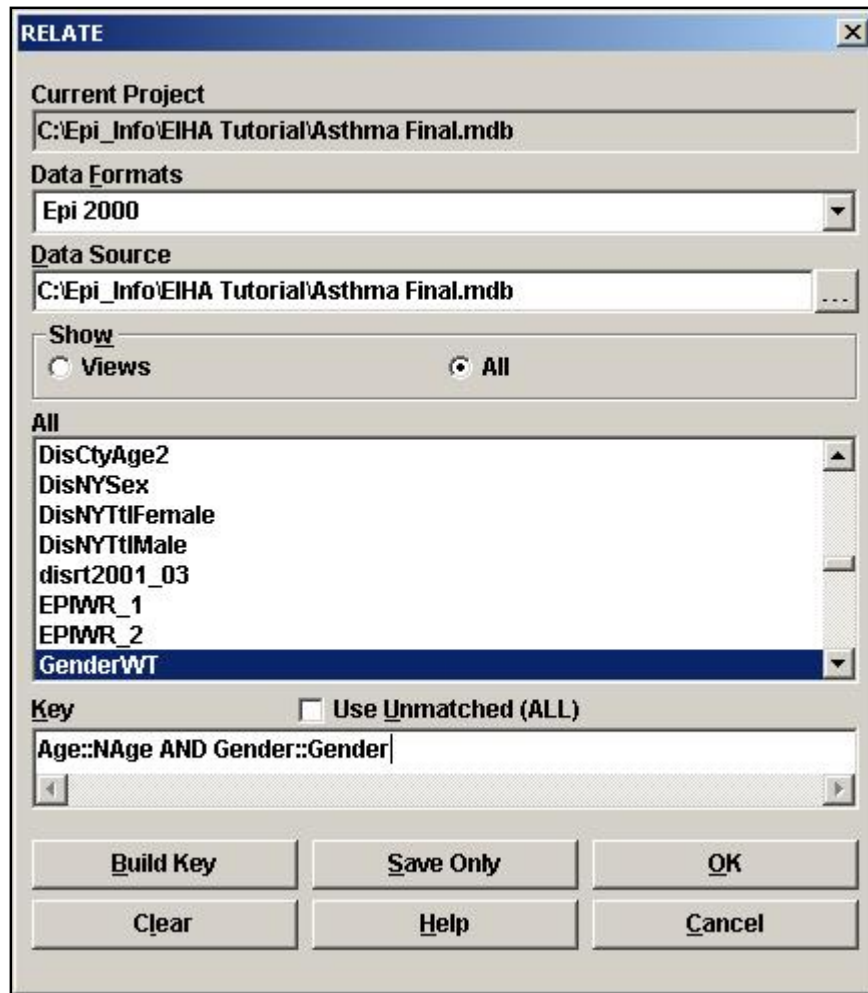 RELATE
Current Project
C:\Epi_Info\EIHA Tutorial\Asthma Final.mdb
Data Formats
Epi 2000
Data Source
C:\Epi_Info\EIHA Tutorial\Asthma Final.mdb
...
Show
Views All
All
DisCtyAge2
DisNYSex
DisNYTtlFemale
DisNYTtlMale
disrt2001_03
EPIWR_1
EPIWR_2
GenderWT
Key Use Unmatched (ALL)
Age::NAge AND Gender::Gender
Build Key Save Only OK
Clear Help Cancel